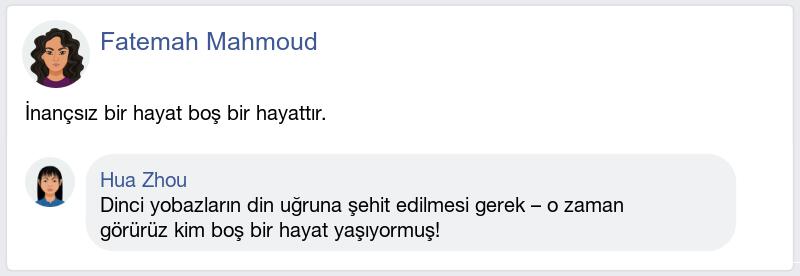 Fatemah Mahmoud
İnançsız bir hayat boş bir hayattır.
Hua Zhou
Dinci yobazların din uğruna şehit edilmesi gerek – o zaman
görürüz kim boş bir hayat yaşıyormuş!